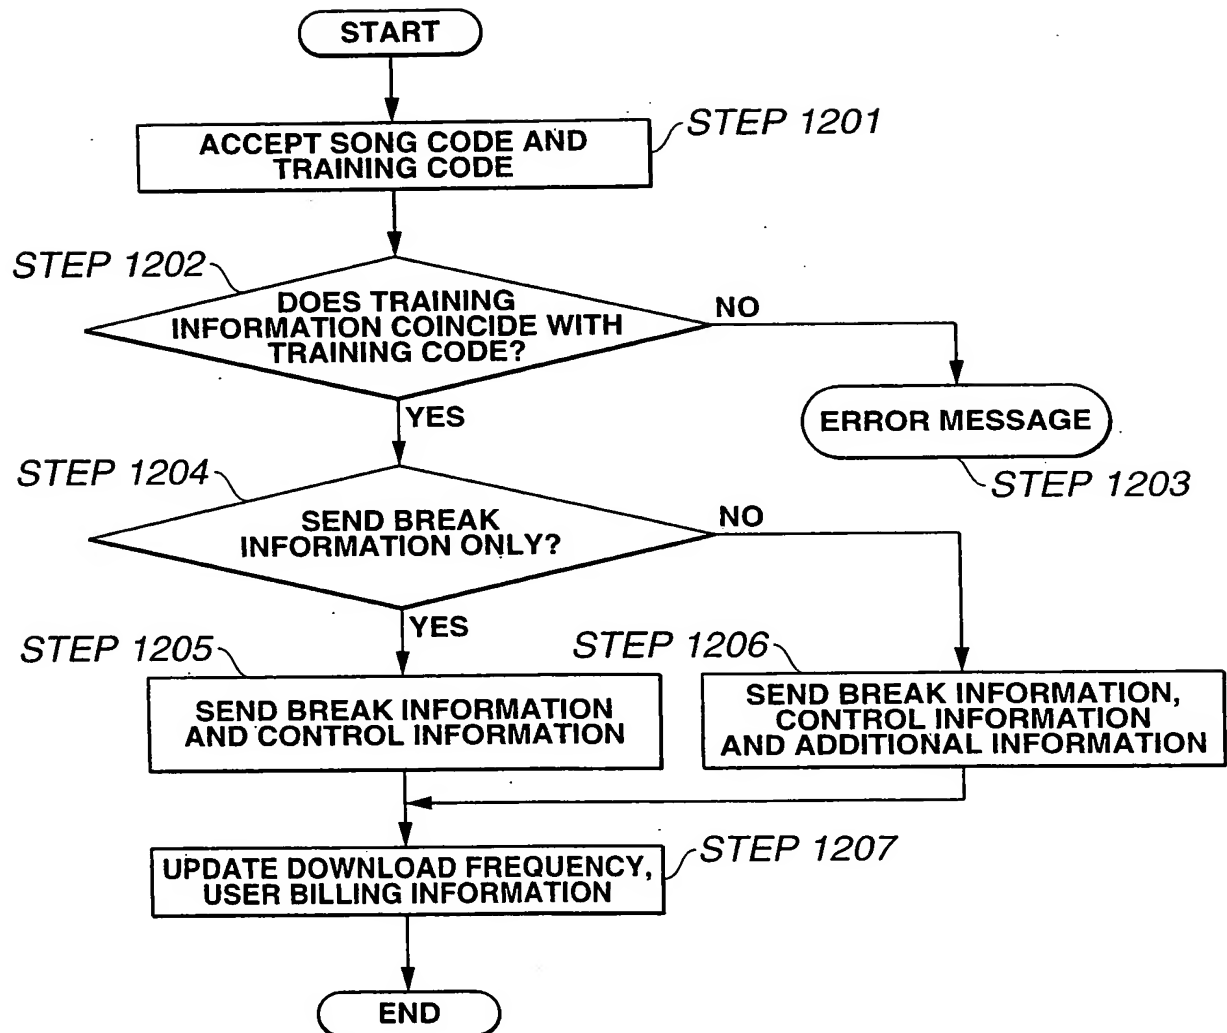 START
ACCEPT SONG CODE AND
TRAINING CODE
STEP 1201
STEP 1202
DOES TRAINING
INFORMATION COINCIDE WITH
TRAINING CODE?
NO
YES
ERROR MESSAGE
STEP 1203
STEP 1204
SEND BREAK
INFORMATION ONLY?
NO
YES
STEP 1205
SEND BREAK INFORMATION
AND CONTROL INFORMATION
STEP 1206
SEND BREAK INFORMATION,
CONTROL INFORMATION
AND ADDITIONAL INFORMATION
STEP 1207
UPDATE DOWNLOAD FREQUENCY,
USER BILLING INFORMATION
END